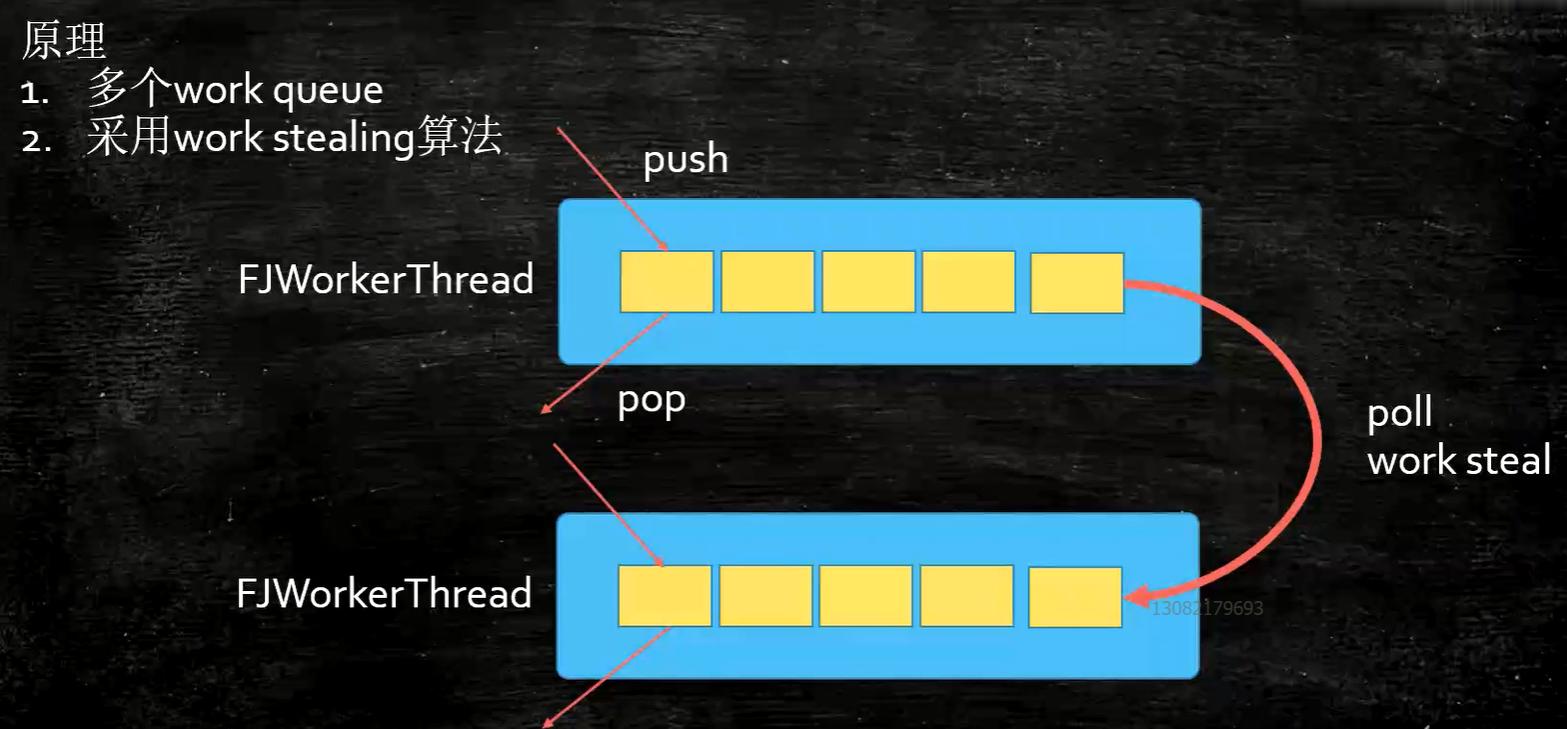 原理
1. 多个work queue
2. 采用work stealing算法
push
FJWorkerThread
pop
poll
work steal
FJWorkerThread
13082179693